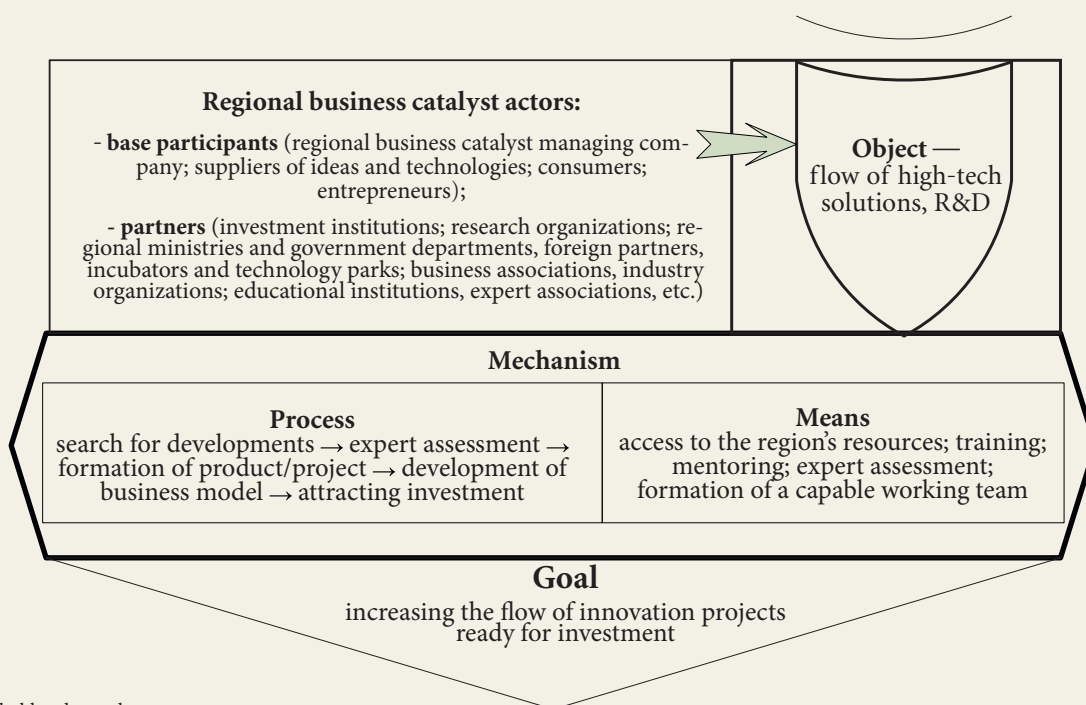 Regional business catalyst actors:
- base participants (regional business catalyst managing com-
pany; suppliers of ideas and technologies; consumers;
entrepreneurs);
- partners (investment institutions; research organizations; re-
gional ministries and government departments, foreign partners,
incubators and technology parks; business associations, industry
organizations; educational institutions, expert associations, etc.)
Object —
flow of high-tech
solutions, R&D
Mechanism
Process
search for developments → expert assessment →
formation of product/project → development of
business model → attracting investment
Means
access to the region’s resources; training;
mentoring; expert assessment;
formation of a capable working team
Goal
increasing the flow of innovation projects
ready for investment